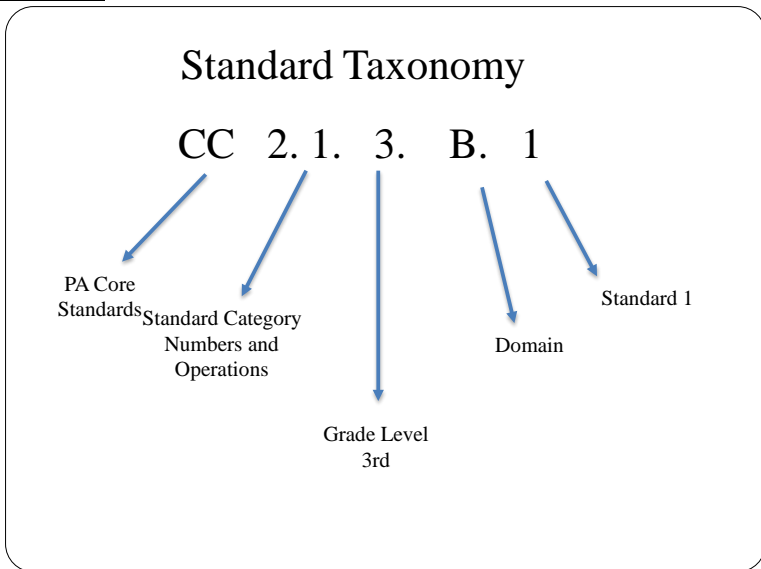 Standard Taxonomy
CC 2. 1. 3. B. 1
PA Core
Standards
Standard Category
Numbers and
Operations
Grade Level
3rd
Domain
Standard 1